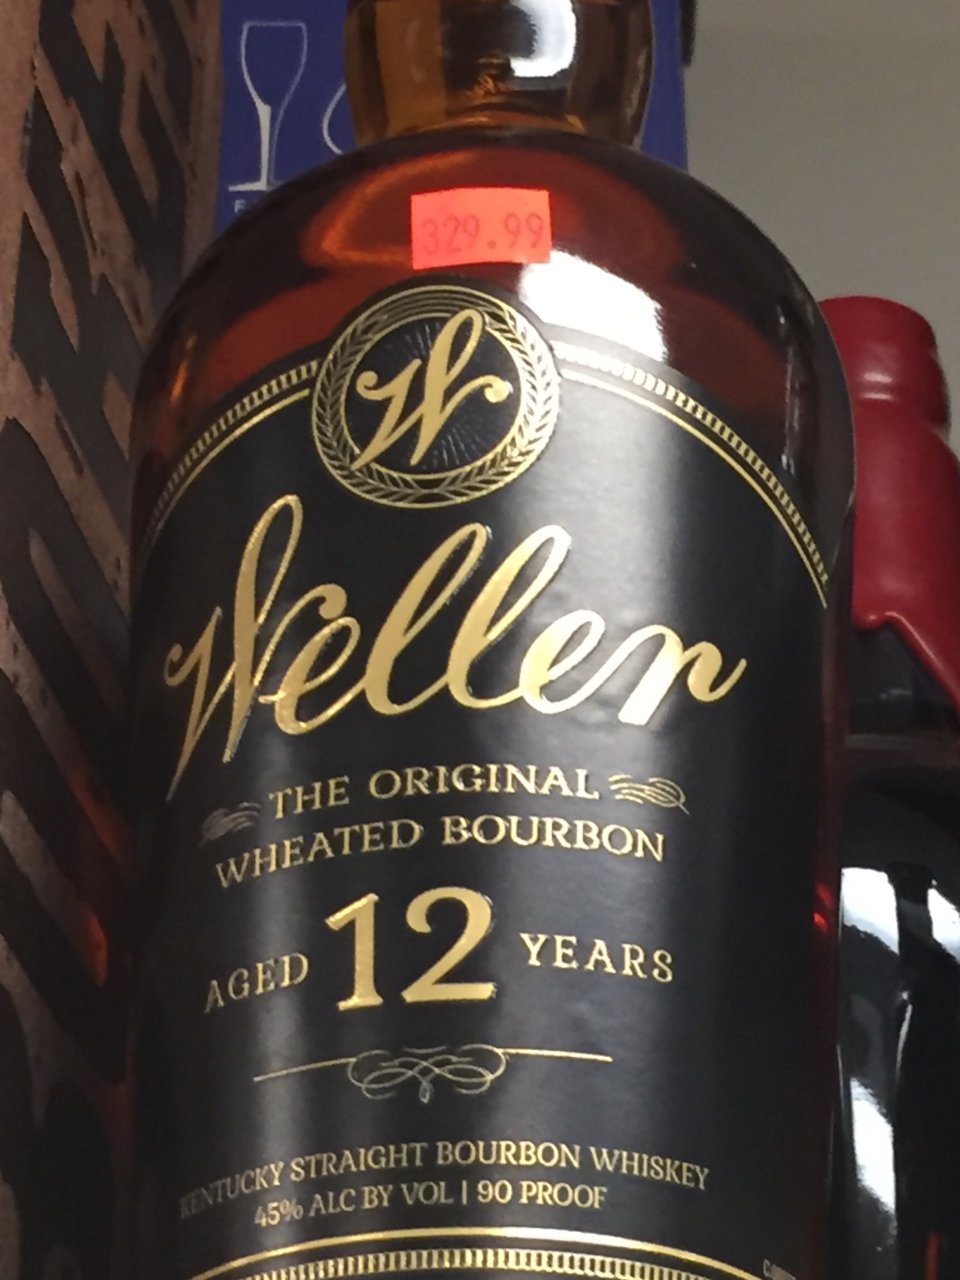 329.99
W
Weller
THE ORIGINAL
WHEATED BOURBON
AGED 12 YEARS
KENTUCKY STRAIGHT BOURBON WHISKEY
45% ALC BY VOL | 90 PROOF